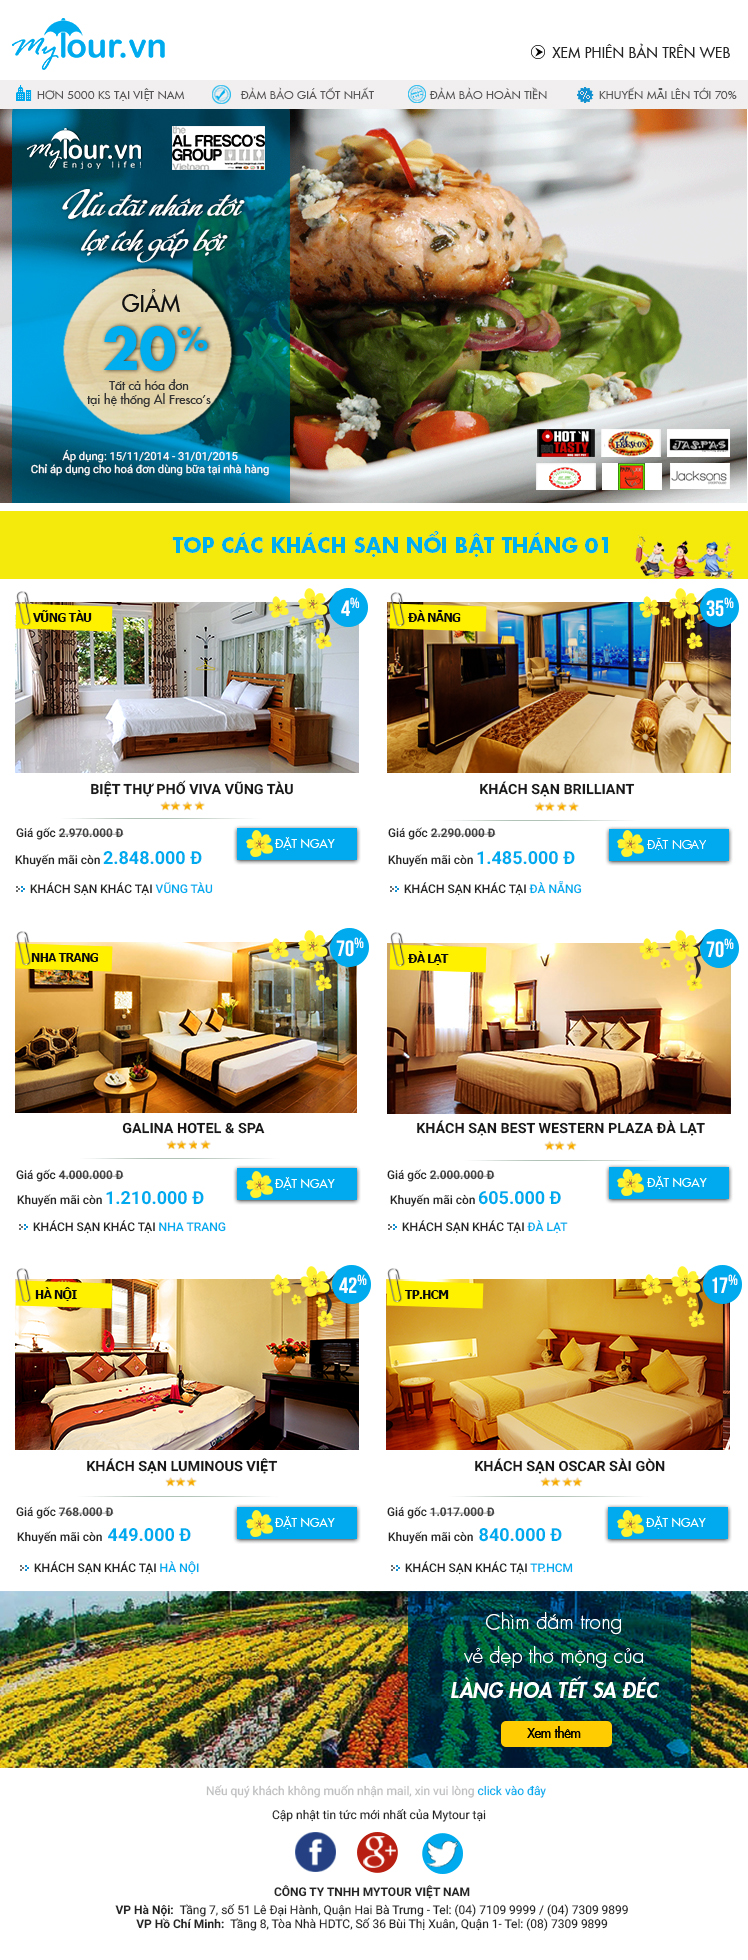 myTour.vn
XEM PHIÊN BẢN TRÊN WEB
HƠN 5000 KS TẠI VIỆT NAM
ĐẢM BẢO GIÁ TỐT NHẤT
ĐẢM BẢO HOÀN TIỀN
KHUYẾN MÃI LÊN TỚI 70%
myTour.vn
Enjoy life!
the
AL FRESCO'S
GROUP
Vietnam
Ưu đãi nhân đôi
lợi ích gấp bội
GIẢM
20%
Tất cả hóa đơn
tại hệ thống Al Fresco's
Áp dụng: 15/11/2014 - 31/01/2015
Chỉ áp dụng cho hoá đơn dùng bữa tại nhà hàng
HOT 'N
TASTY
AL FRESCO'S
JASPAS
Jacksons
TOP CÁC KHÁCH SẠN NỔI BẬT THÁNG 01
VŨNG TÀU
4%
BIỆT THỰ PHỐ VIVA VŨNG TÀU
Giá gốc 2.970.000 Đ
Khuyến mãi còn 2.848.000 Đ
ĐẶT NGAY
KHÁCH SẠN KHÁC TẠI VŨNG TÀU
ĐÀ NẴNG
35%
KHÁCH SẠN BRILLIANT
Giá gốc 2.290.000 Đ
Khuyến mãi còn 1.485.000 Đ
ĐẶT NGAY
KHÁCH SẠN KHÁC TẠI ĐÀ NẴNG
NHA TRANG
70%
GALINA HOTEL & SPA
Giá gốc 4.000.000 Đ
Khuyến mãi còn 1.210.000 Đ
ĐẶT NGAY
KHÁCH SẠN KHÁC TẠI NHA TRANG
ĐÀ LẠT
70%
KHÁCH SẠN BEST WESTERN PLAZA ĐÀ LẠT
Giá gốc 2.000.000 Đ
Khuyến mãi còn 605.000 Đ
ĐẶT NGAY
KHÁCH SẠN KHÁC TẠI ĐÀ LẠT
HÀ NỘI
42%
KHÁCH SẠN LUMINOUS VIỆT
Giá gốc 768.000 Đ
Khuyến mãi còn 449.000 Đ
ĐẶT NGAY
KHÁCH SẠN KHÁC TẠI HÀ NỘI
TP.HCM
17%
KHÁCH SẠN OSCAR SÀI GÒN
Giá gốc 1.017.000 Đ
Khuyến mãi còn 840.000 Đ
ĐẶT NGAY
KHÁCH SẠN KHÁC TẠI TP.HCM
Chìm đắm trong
vẻ đẹp thơ mộng của
LÀNG HOA TẾT SA ĐÉC
Xem thêm
Nếu quý khách không muốn nhận mail, xin vui lòng click vào đây
Cập nhật tin tức mới nhất của Mytour tại
f
g+
CÔNG TY TNHH MYTOUR VIỆT NAM
VP Hà Nội: Tầng 7, số 51 Lê Đại Hành, Quận Hai Bà Trưng - Tel: (04) 7109 9999 / (04) 7309 9899
VP Hồ Chí Minh: Tầng 8, Tòa Nhà HDTC, Số 36 Bùi Thị Xuân, Quận 1- Tel: (08) 7309 9899